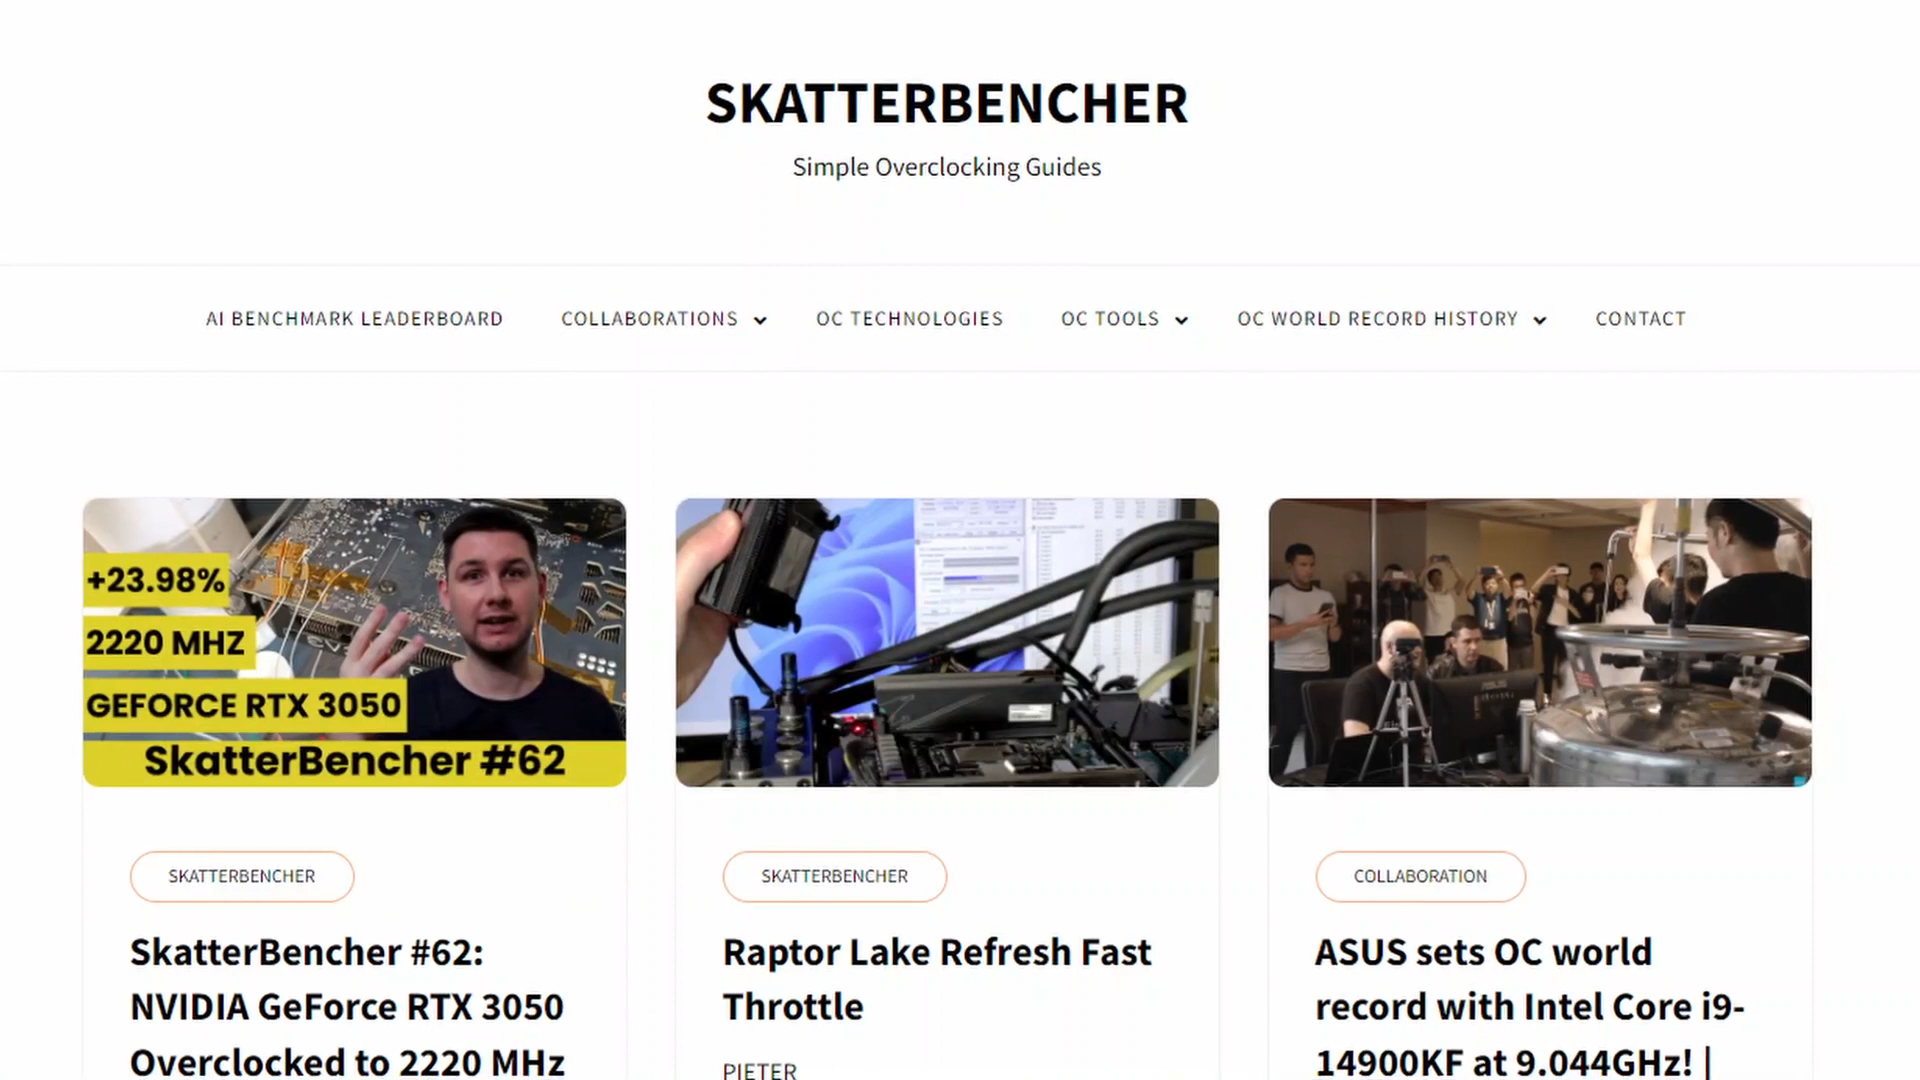 SKATTERBENCHER
Simple Overclocking Guides
AI BENCHMARK LEADERBOARD
COLLABORATIONS
OC TECHNOLOGIES
OC TOOLS
OC WORLD RECORD HISTORY
CONTACT
+23.98%
2220 MHZ
GEFORCE RTX 3050
SkatterBencher #62
SKATTERBENCHER
SkatterBencher #62:
NVIDIA GeForce RTX 3050
Overclocked to 2220 MHz
SKATTERBENCHER
Raptor Lake Refresh Fast
Throttle
PIETER
COLLABORATION
ASUS sets OC world
record with Intel Core i9-
14900KF at 9.044GHz! |